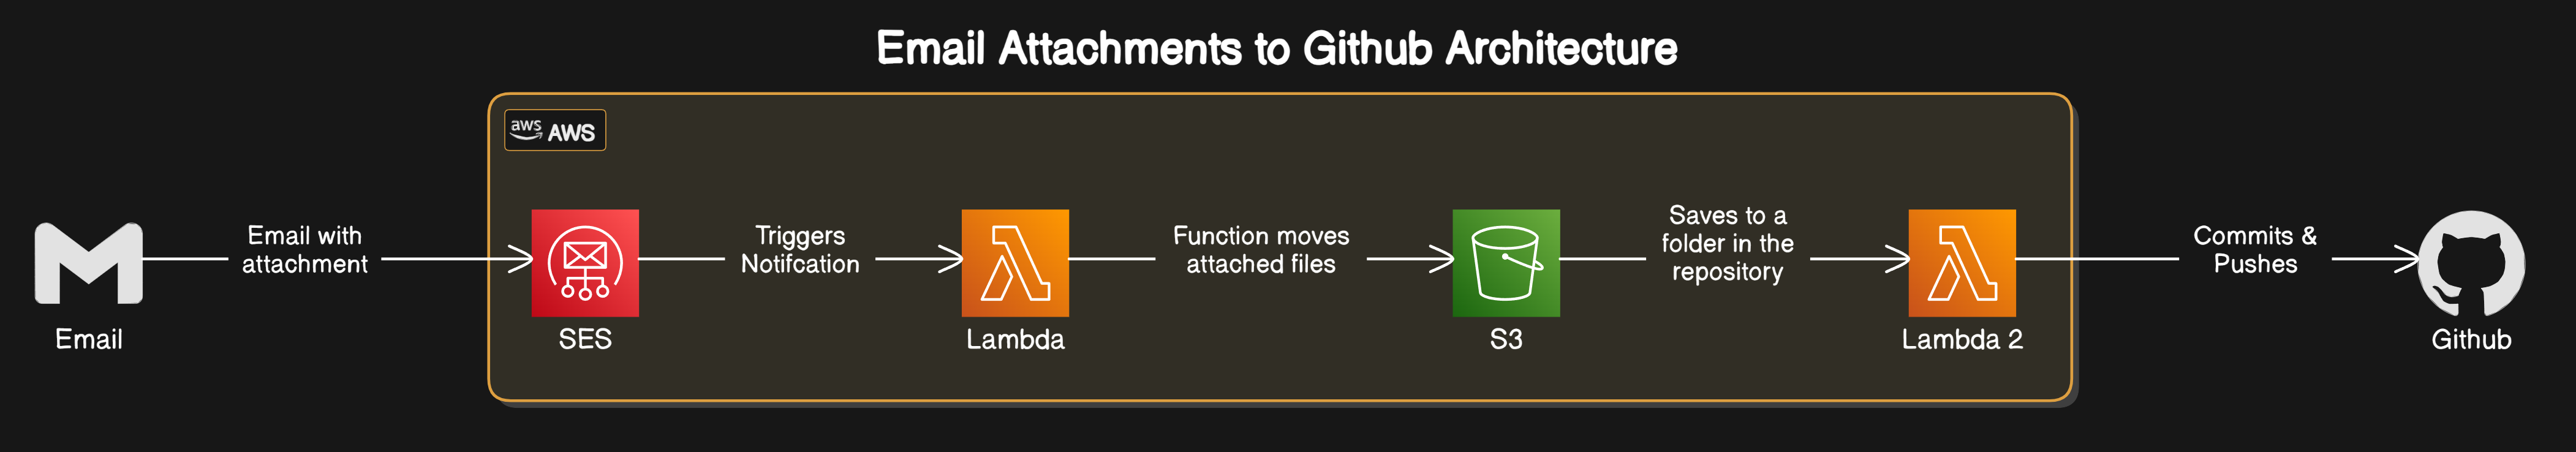 Email Attachments to Github Architecture
aws AWS
Email with
attachment
Triggers
Notifcation
Function moves
attached files
Saves to a
folder in the
repository
Commits &
Pushes
Email
SES
Lambda
S3
Lambda 2
Github